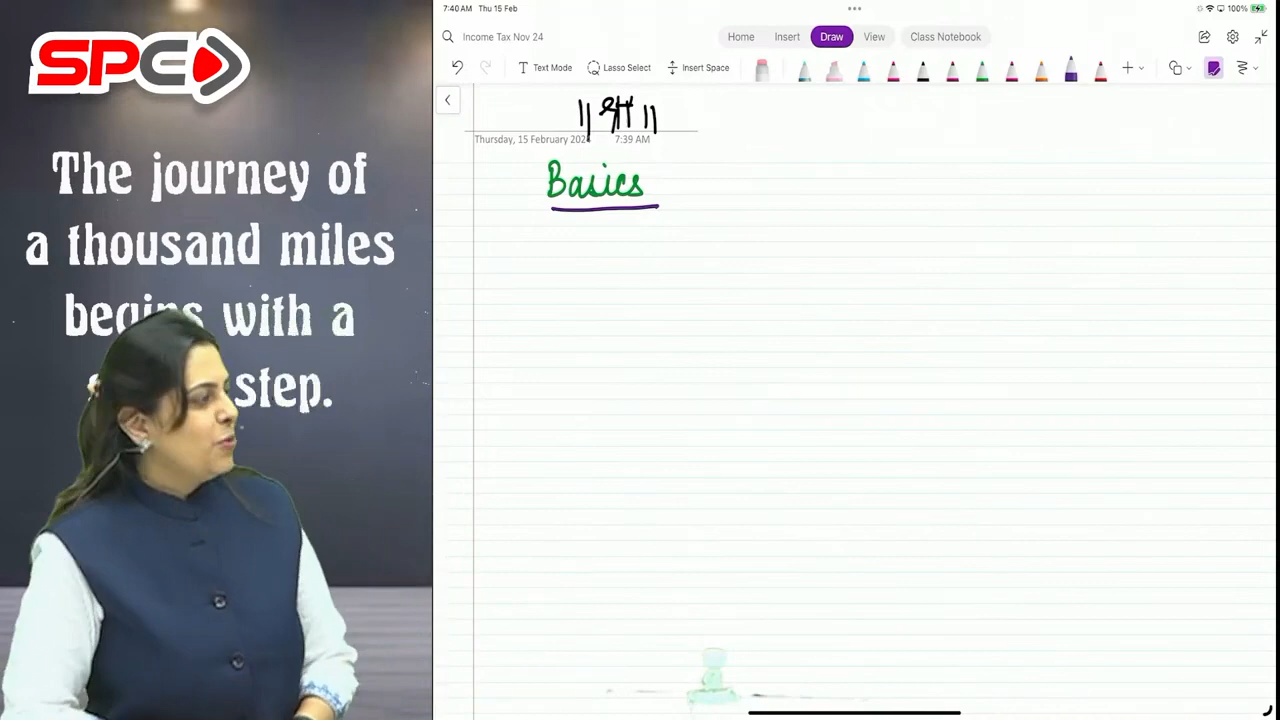 7:40 AM Thu 15 Feb
100%
Income Tax Nov 24
Home Insert Draw View Class Notebook
Text Mode Lasso Select Insert Space
SPC
The journey of
a thousand miles
begins with a
step.
॥ श्री ॥
Thursday, 15 February 2024 7:39 AM
Basics